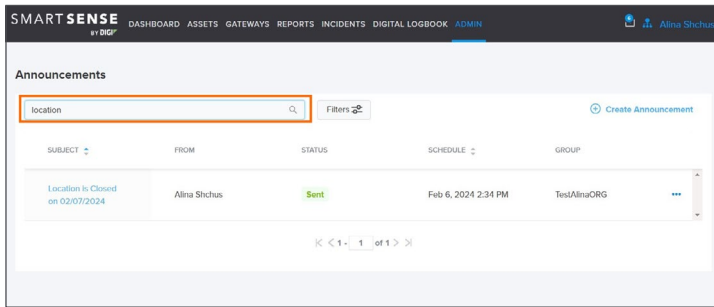 SMARTSENSE
BY DIGI
DASHBOARD ASSETS GATEWAYS REPORTS INCIDENTS DIGITAL LOGBOOK ADMIN
Alina Shchus
Announcements
location
Filters
Create Announcement
SUBJECT FROM STATUS SCHEDULE GROUP
Location is Closed
on 02/07/2024
Alina Shchus Sent Feb 6, 2024 2:34 PM TestAlinaORG
1 - 1 of 1